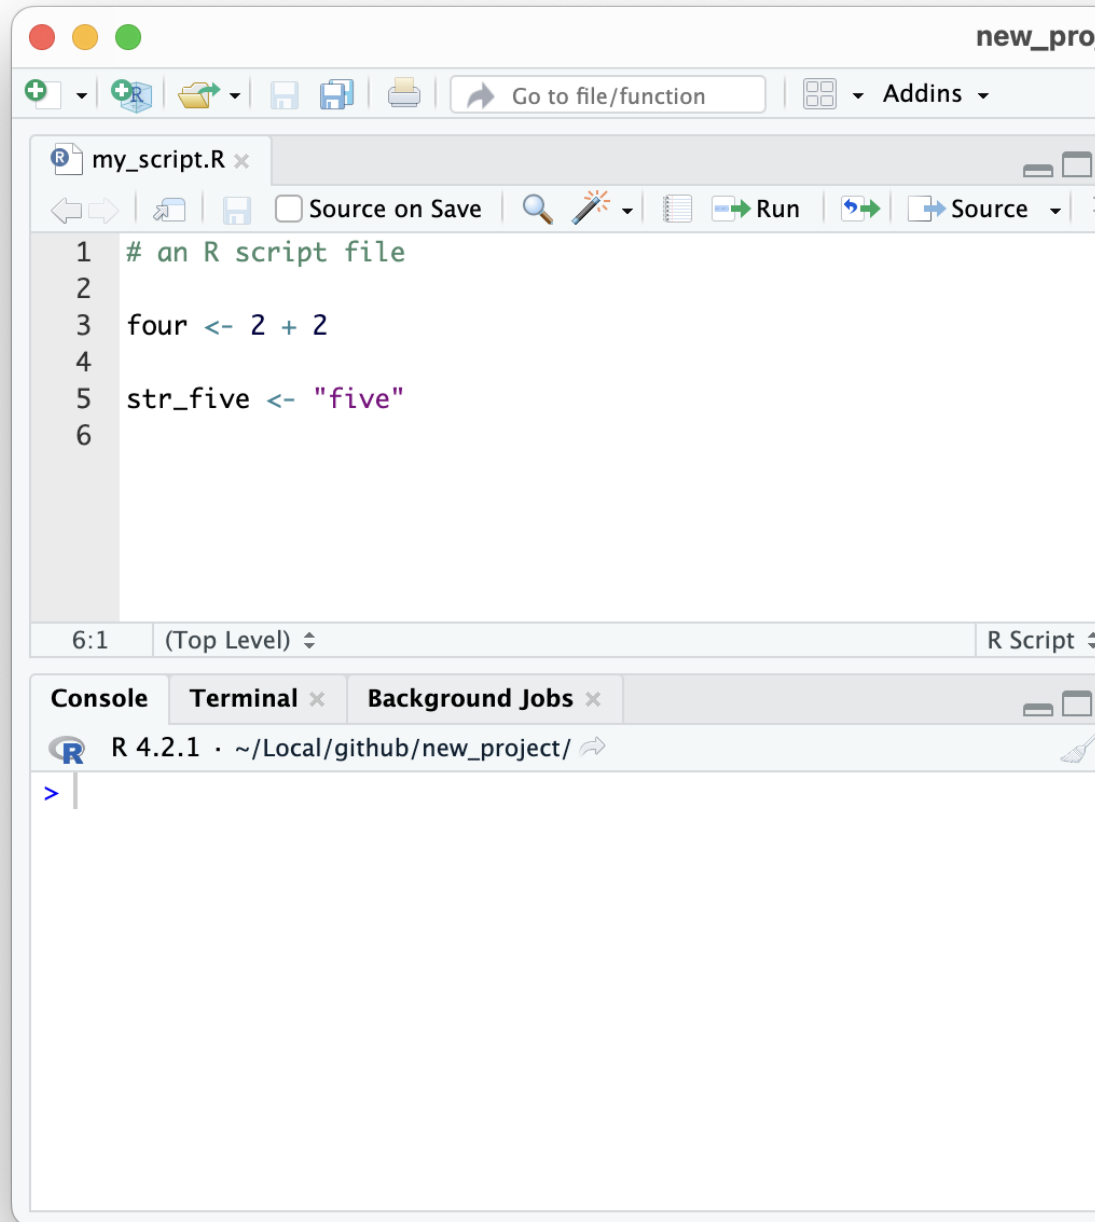 new_pro
Go to file/function
Addins
my_script.R
Source on Save
Run
Source
1 # an R script file
2
3 four <- 2 + 2
4
5 str_five <- "five"
6
6:1 (Top Level) R Script
Console Terminal Background Jobs
R 4.2.1 · ~/Local/github/new_project/
>